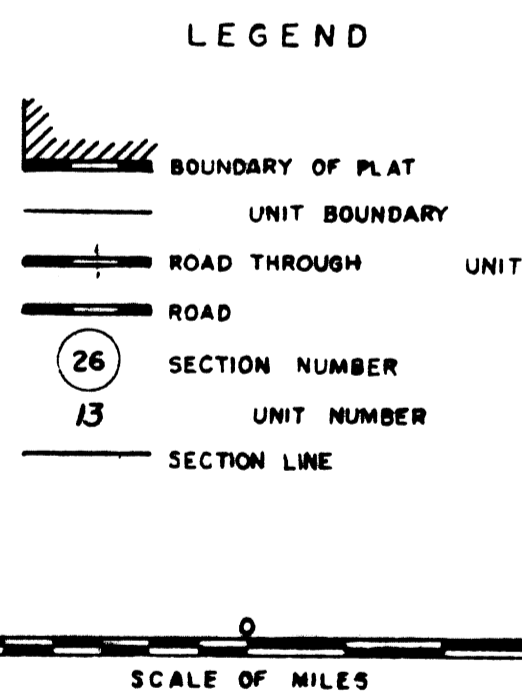 LEGEND
BOUNDARY OF PLAT
UNIT BOUNDARY
ROAD THROUGH UNIT
ROAD
26 SECTION NUMBER
13 UNIT NUMBER
SECTION LINE
0
SCALE OF MILES